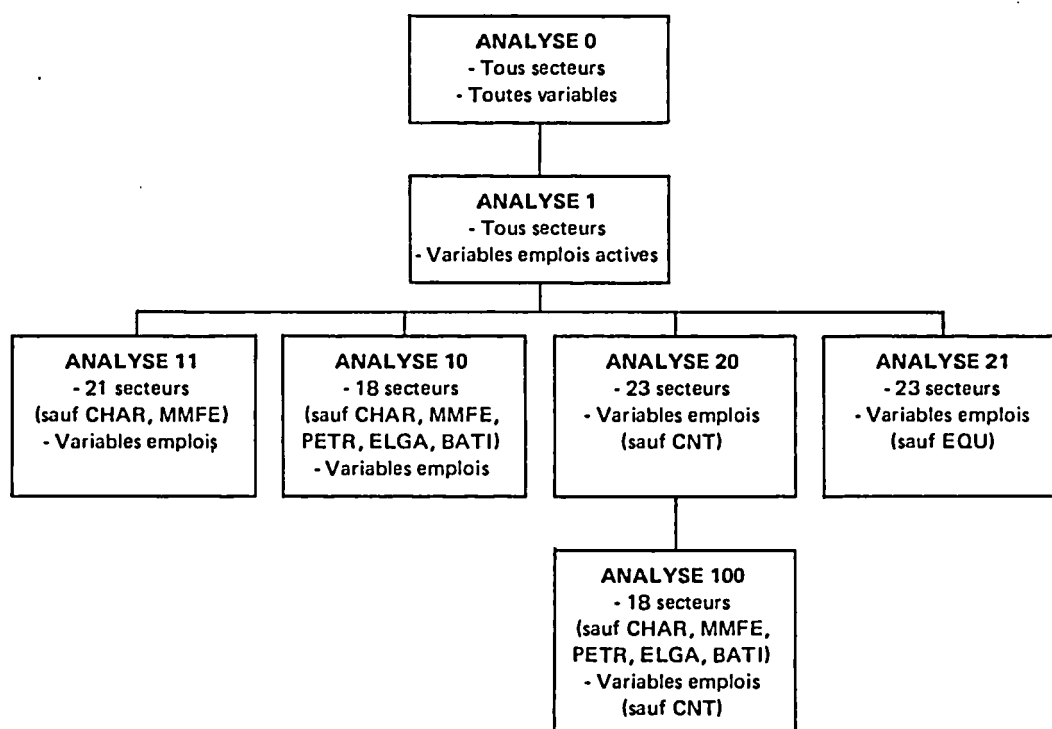 ANALYSE 0
- Tous secteurs
- Toutes variables
ANALYSE 1
- Tous secteurs
- Variables emplois actives
ANALYSE 11
- 21 secteurs
(sauf CHAR, MMFE)
- Variables emplois
ANALYSE 10
- 18 secteurs
(sauf CHAR, MMFE,
PETR, ELGA, BATI)
- Variables emplois
ANALYSE 20
- 23 secteurs
- Variables emplois
(sauf CNT)
ANALYSE 21
- 23 secteurs
- Variables emplois
(sauf EQU)
ANALYSE 100
- 18 secteurs
(sauf CHAR, MMFE,
PETR, ELGA, BATI)
- Variables emplois
(sauf CNT)